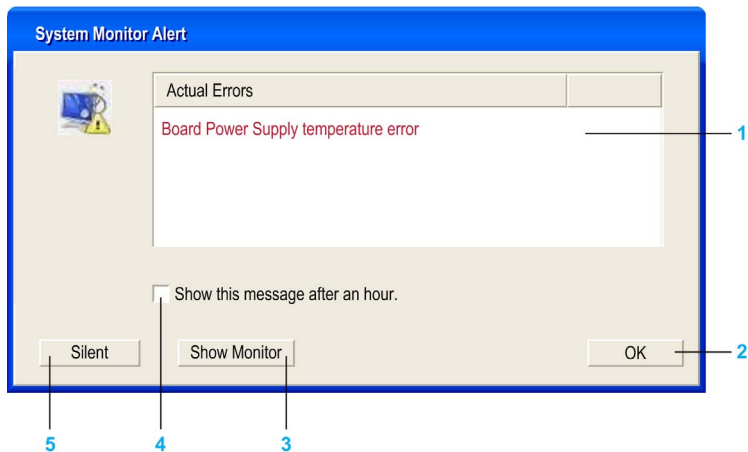 System Monitor Alert
Actual Errors
Board Power Supply temperature error
1
Show this message after an hour.
Silent
Show Monitor
OK
2
5
4
3